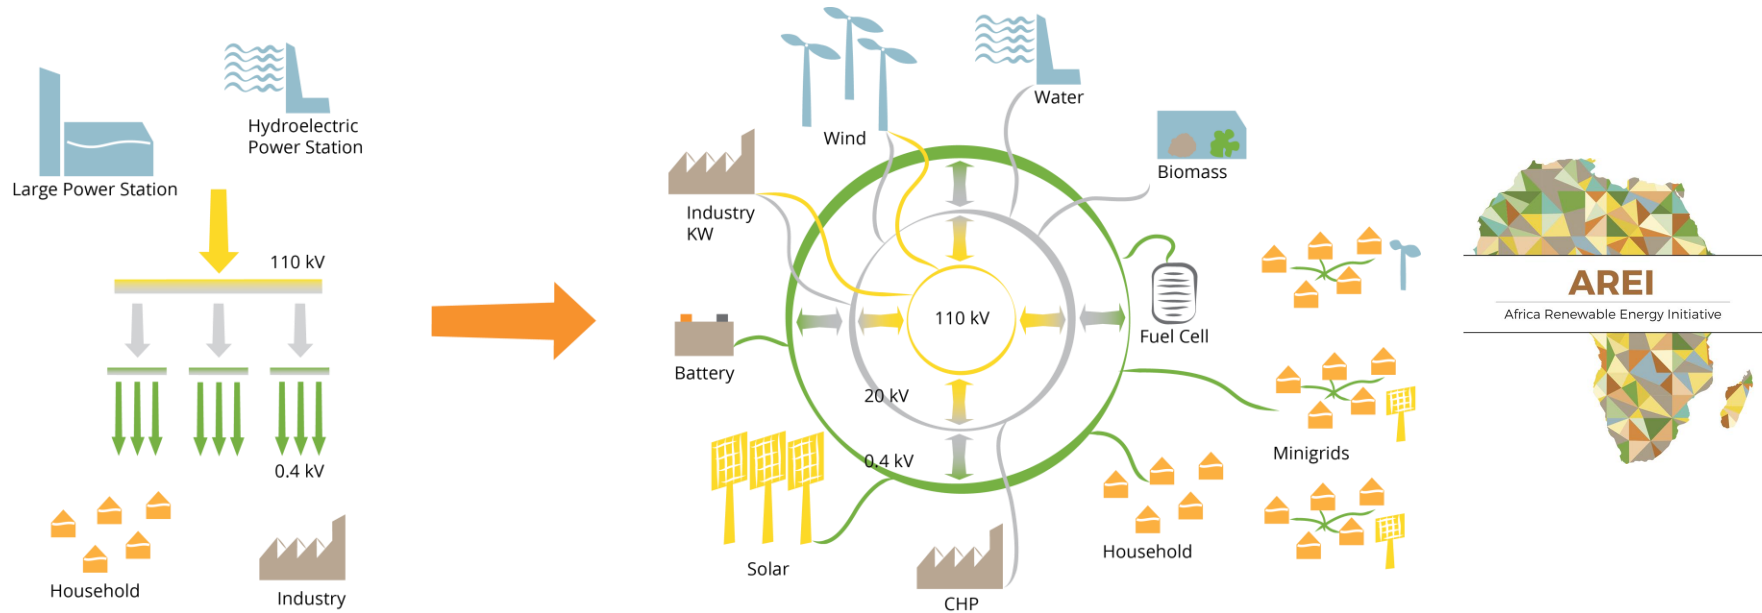 Hydroelectric
Power Station
Large Power Station
110 kV
0.4 kV
Household
Industry
Wind
Water
Biomass
Industry
KW
110 kV
Fuel Cell
Battery
20 kV
0.4 kV
Minigrids
Household
Solar
CHP
AREI
Africa Renewable Energy Initiative